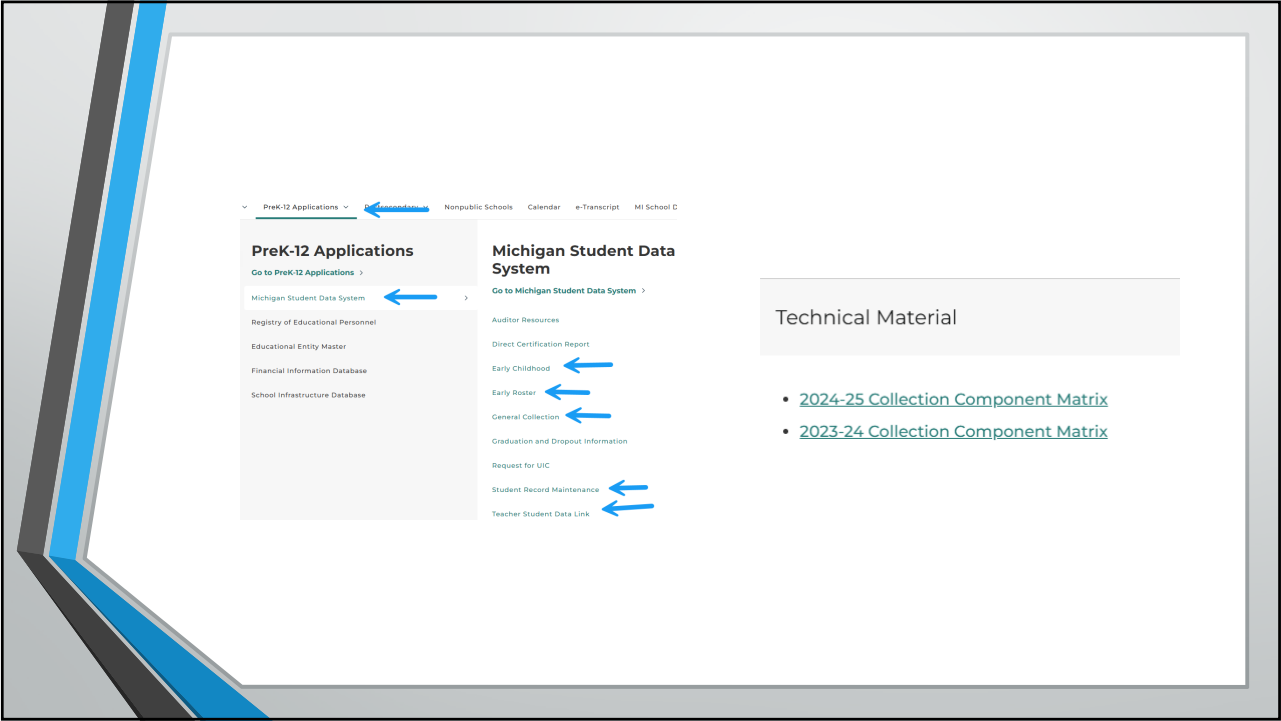 PreK-12 Applications
Nonpublic Schools
Calendar
e-Transcript
MI School D
PreK-12 Applications
Go to PreK-12 Applications
Michigan Student Data System
Registry of Educational Personnel
Educational Entity Master
Financial Information Database
School Infrastructure Database
Michigan Student Data
System
Go to Michigan Student Data System
Auditor Resources
Direct Certification Report
Early Childhood
Early Roster
General Collection
Graduation and Dropout Information
Request for UIC
Student Record Maintenance
Teacher Student Data Link
Technical Material
2024-25 Collection Component Matrix
2023-24 Collection Component Matrix